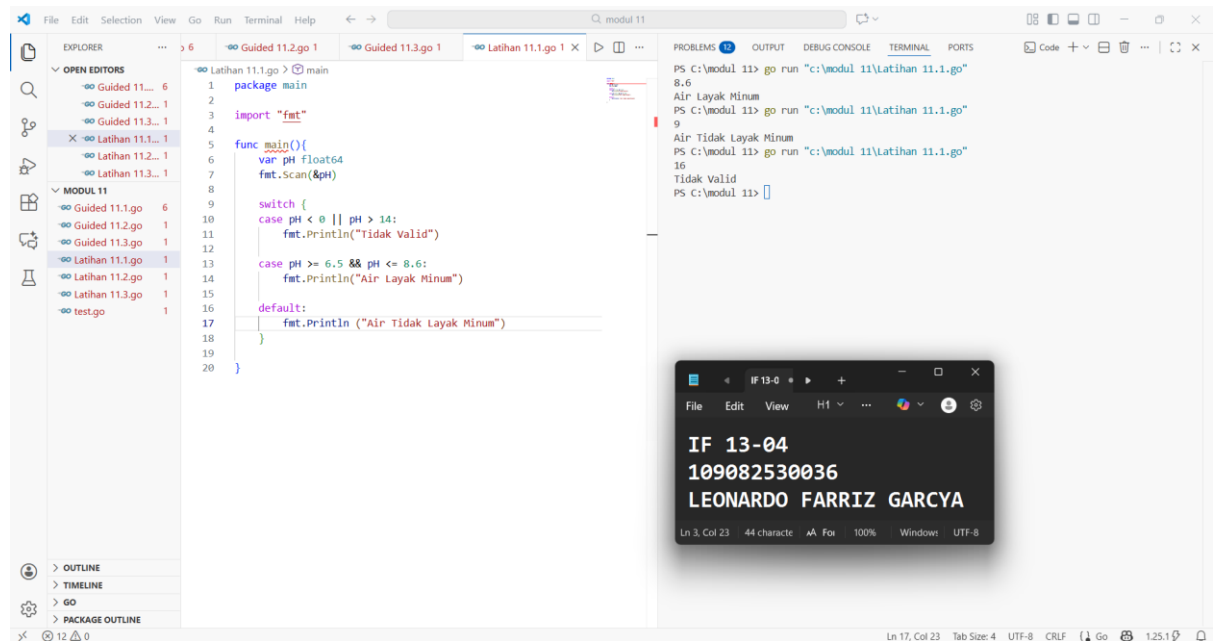 File Edit Selection View Go Run Terminal Help
modul 11
EXPLORER
OPEN EDITORS
Guided 11.... 6
Guided 11.2... 1
Guided 11.3... 1
Latihan 11.1... 1
Latihan 11.2... 1
Latihan 11.3... 1
MODUL 11
Guided 11.1.go 6
Guided 11.2.go 1
Guided 11.3.go 1
Latihan 11.1.go 1
Latihan 11.2.go 1
Latihan 11.3.go 1
test.go 1
OUTLINE
TIMELINE
GO
PACKAGE OUTLINE
6 Guided 11.2.go 1 Guided 11.3.go 1 Latihan 11.1.go 1
Latihan 11.1.go > main
1 package main
2
3 import "fmt"
4
5 func main(){
6 var pH float64
7 fmt.Scan(&pH)
8
9 switch {
10 case pH < 0 || pH > 14:
11 fmt.Println("Tidak Valid")
12
13 case pH >= 6.5 && pH <= 8.6:
14 fmt.Println("Air Layak Minum")
15
16 default:
17 fmt.Println ("Air Tidak Layak Minum")
18 }
19
20 }
PROBLEMS 12 OUTPUT DEBUG CONSOLE TERMINAL PORTS
Code
PS C:\modul 11> go run "c:\modul 11\Latihan 11.1.go"
8.6
Air Layak Minum
PS C:\modul 11> go run "c:\modul 11\Latihan 11.1.go"
9
Air Tidak Layak Minum
PS C:\modul 11> go run "c:\modul 11\Latihan 11.1.go"
16
Tidak Valid
PS C:\modul 11>
IF 13-0
File Edit View H1
IF 13-04
109082530036
LEONARDO FARRIZ GARCYA
Ln 3, Col 23 44 characte For 100% Windows UTF-8
12 0
Ln 17, Col 23 Tab Size: 4 UTF-8 CRLF Go 1.25.1